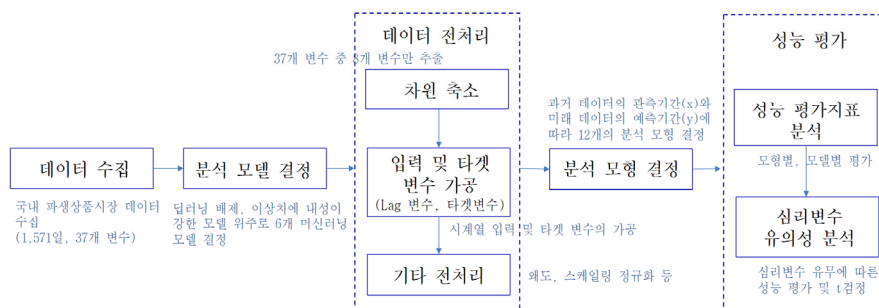 데이터 전처리
성능 평가
37개 변수 중 8개 변수만 추출
차원 축소
과거 데이터의 관측기간(x)와
미래 데이터의 예측기간(y)에
따라 12개의 분석 모형 결정
성능 평가지표
분석
데이터 수집
분석 모델 결정
입력 및 타겟
변수 가공
(Lag 변수, 타겟변수)
분석 모형 결정
모형별, 모델별 평가
국내 파생상품시장 데이터
수집
(1,571일, 37개 변수)
딥러닝 배제, 이상치에 내성이
강한 모델 위주로 6개 머신러닝
모델 결정
시계열 입력 및 타겟 변수의 가공
심리변수
유의성 분석
기타 전처리
왜도, 스케일링 정규화 등
심리변수 유무에 따른
성능 평가 및 t검정